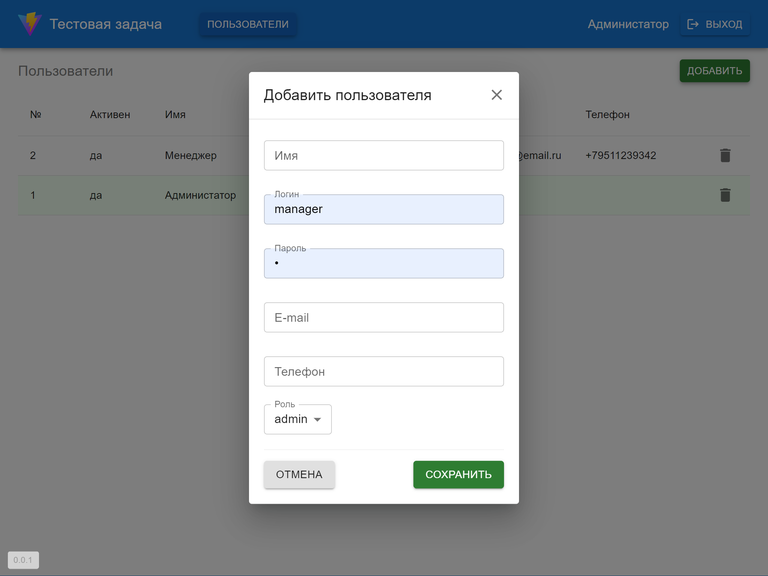 Тестовая задача
ПОЛЬЗОВАТЕЛИ
Администатор
ВЫХОД
Пользователи
ДОБАВИТЬ
№ Активен Имя Телефон
2 да Менеджер @email.ru +79511239342
1 да Администатор
Добавить пользователя
Имя
Логин
manager
Пароль
•
E-mail
Телефон
Роль
admin
ОТМЕНА
СОХРАНИТЬ
0.0.1